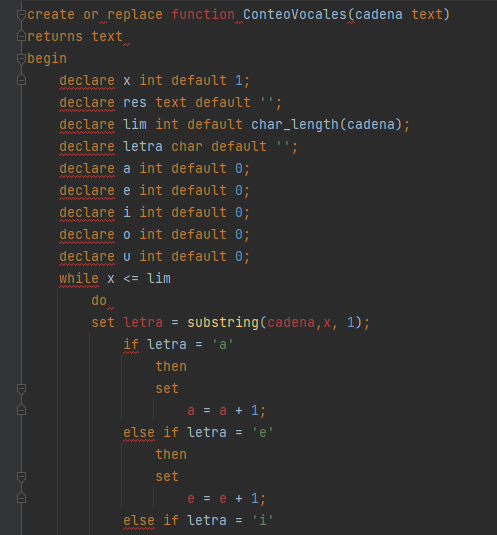 create or replace function ConteoVocales(cadena text)
returns text
begin
    declare x int default 1;
    declare res text default '';
    declare lim int default char_length(cadena);
    declare letra char default '';
    declare a int default 0;
    declare e int default 0;
    declare i int default 0;
    declare o int default 0;
    declare u int default 0;
    while x <= lim
        do
        set letra = substring(cadena,x, 1);
            if letra = 'a'
                then
                set
                    a = a + 1;
            else if letra = 'e'
                then
                set
                    e = e + 1;
            else if letra = 'i'